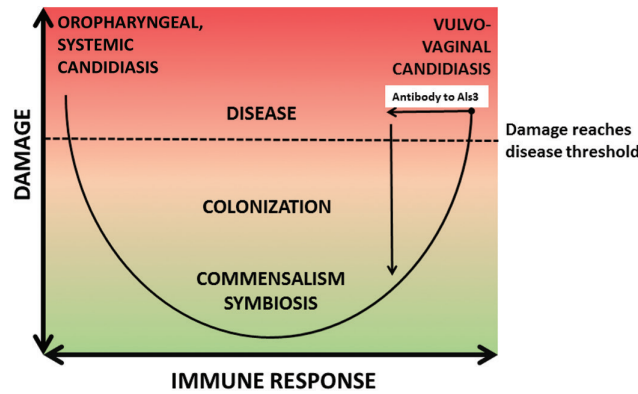 OROPHARYNGEAL,
SYSTEMIC
CANDIDIASIS
VULVO-
VAGINAL
CANDIDIASIS
Antibody to Als3
DISEASE
Damage reaches
disease threshold
COLONIZATION
COMMENSALISM
SYMBIOSIS
DAMAGE
IMMUNE RESPONSE